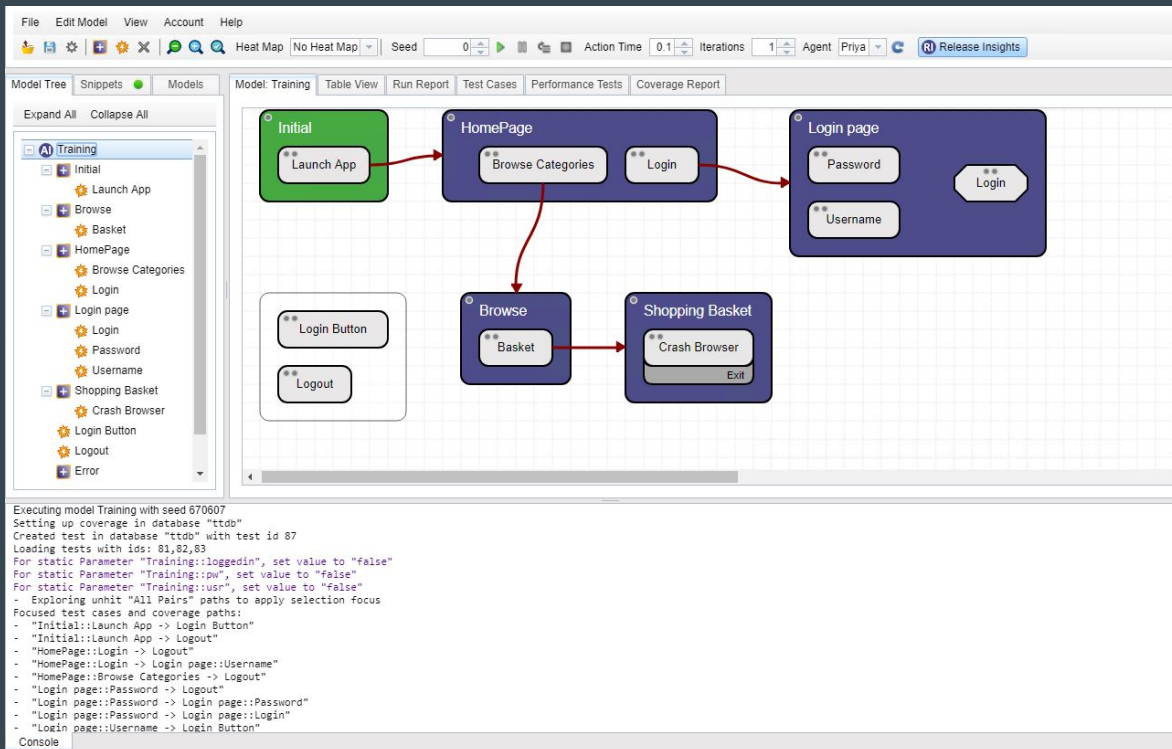 File Edit Model View Account Help
Heat Map No Heat Map Seed 0 Action Time 0.1 Iterations 1 Agent Priya RI Release Insights
Model Tree Snippets Models
Model: Training Table View Run Report Test Cases Performance Tests Coverage Report
Expand All Collapse All
AI Training
Initial
Launch App
Browse
Basket
HomePage
Browse Categories
Login
Login page
Login
Password
Username
Shopping Basket
Crash Browser
Login Button
Logout
Error
Initial
Launch App
HomePage
Browse Categories
Login
Login page
Password
Login
Username
Login Button
Logout
Browse
Basket
Shopping Basket
Crash Browser
Exit
Executing model Training with seed 670607
Setting up coverage in database "ttdb"
Created test in database "ttdb" with test id 87
Loading tests with ids: 81,82,83
For static Parameter "Training::loggedin", set value to "false"
For static Parameter "Training::pw", set value to "false"
For static Parameter "Training::usr", set value to "false"
- Exploring unhit "All Pairs" paths to apply selection focus
Focused test cases and coverage paths:
- "Initial::Launch App -> Login Button"
- "Initial::Launch App -> Logout"
- "HomePage::Login -> Logout"
- "HomePage::Login -> Login page::Username"
- "HomePage::Browse Categories -> Logout"
- "Login page::Password -> Logout"
- "Login page::Password -> Login page::Password"
- "Login page::Password -> Login page::Login"
- "Login page::Username -> Login Button"
Console